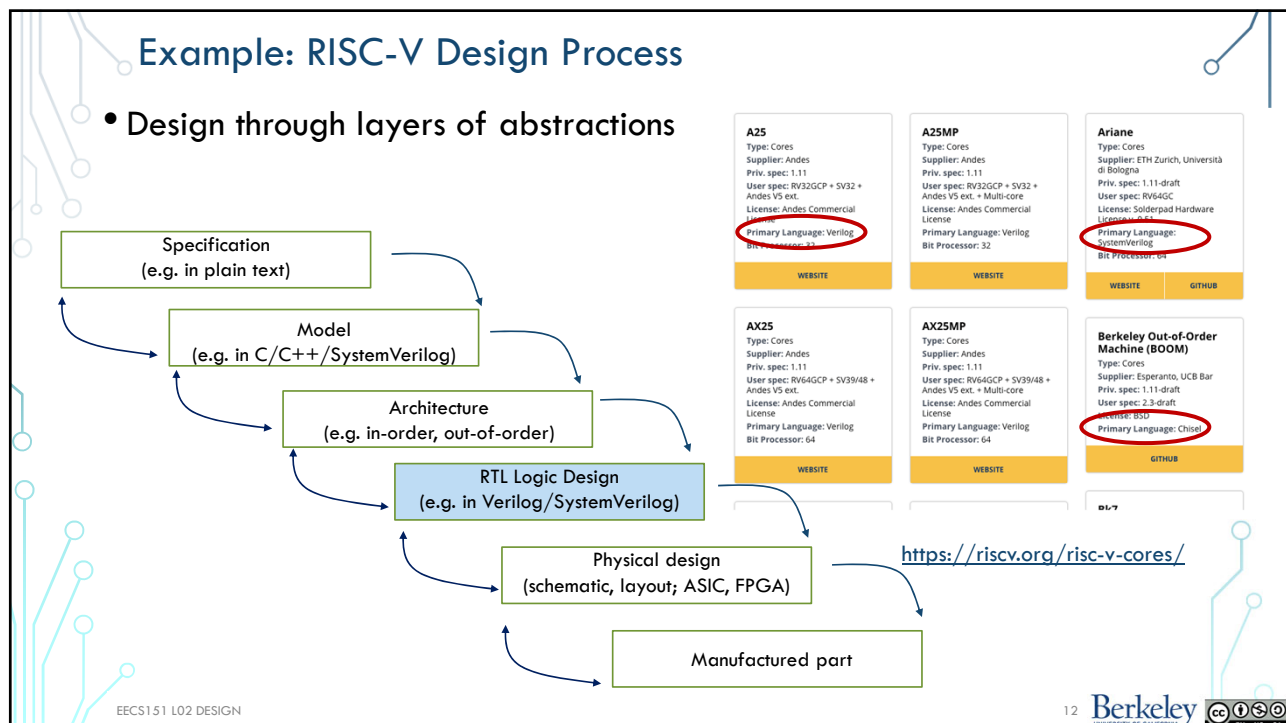 Example: RISC-V Design Process
• Design through layers of abstractions
Specification
(e.g. in plain text)
Model
(e.g. in C/C++/SystemVerilog)
Architecture
(e.g. in-order, out-of-order)
RTL Logic Design
(e.g. in Verilog/SystemVerilog)
Physical design
(schematic, layout; ASIC, FPGA)
Manufactured part
A25
Type: Cores
Supplier: Andes
Priv. spec: 1.11
User spec: RV32GCP + SV32 +
Andes V5 ext.
License: Andes Commercial
License
Primary Language: Verilog
Bit Processor: 32
WEBSITE
A25MP
Type: Cores
Supplier: Andes
Priv. spec: 1.11
User spec: RV32GCP + SV32 +
Andes V5 ext. + Multi-core
License: Andes Commercial
License
Primary Language: Verilog
Bit Processor: 32
WEBSITE
Ariane
Type: Cores
Supplier: ETH Zurich, Università
di Bologna
Priv. spec: 1.11-draft
User spec: RV64GC
License: Solderpad Hardware
License v. 0.51
Primary Language:
SystemVerilog
Bit Processor: 64
WEBSITE
GITHUB
AX25
Type: Cores
Supplier: Andes
Priv. spec: 1.11
User spec: RV64GCP + SV39/48 +
Andes V5 ext.
License: Andes Commercial
License
Primary Language: Verilog
Bit Processor: 64
WEBSITE
AX25MP
Type: Cores
Supplier: Andes
Priv. spec: 1.11
User spec: RV64GCP + SV39/48 +
Andes V5 ext. + Multi-core
License: Andes Commercial
License
Primary Language: Verilog
Bit Processor: 64
WEBSITE
Berkeley Out-of-Order
Machine (BOOM)
Type: Cores
Supplier: Esperanto, UCB Bar
Priv. spec: 1.11-draft
User spec: 2.3-draft
License: BSD
Primary Language: Chisel
GITHUB
https://riscv.org/risc-v-cores/
EECS151 L02 DESIGN
12
Berkeley